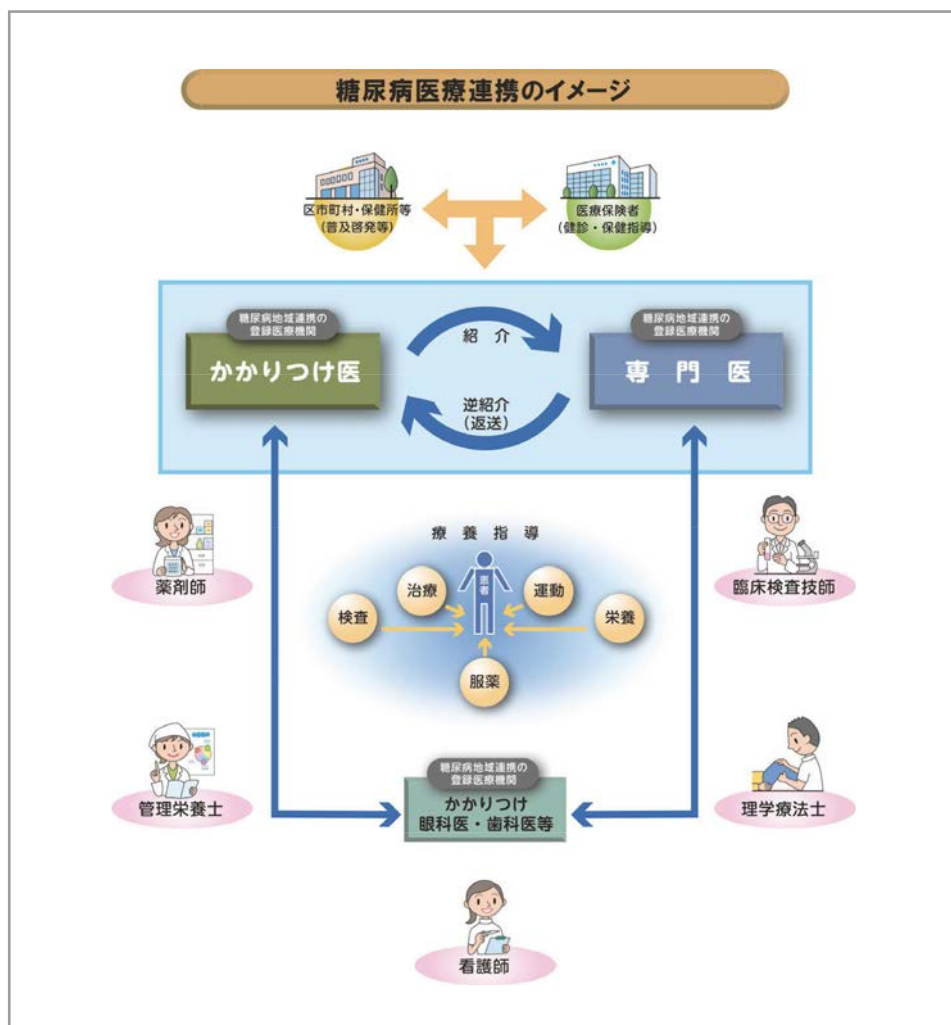 糖尿病医療連携のイメージ
区市町村・保健所等
(普及啓発等)
医療保険者
(健診・保健指導)
糖尿病地域連携の
登録医療機関
かかりつけ医
紹介
逆紹介
(返送)
糖尿病地域連携の
登録医療機関
専門医
薬剤師
臨床検査技師
療養指導
患者
治療
運動
検査
栄養
服薬
管理栄養士
理学療法士
糖尿病地域連携の
登録医療機関
かかりつけ
眼科医・歯科医等
看護師